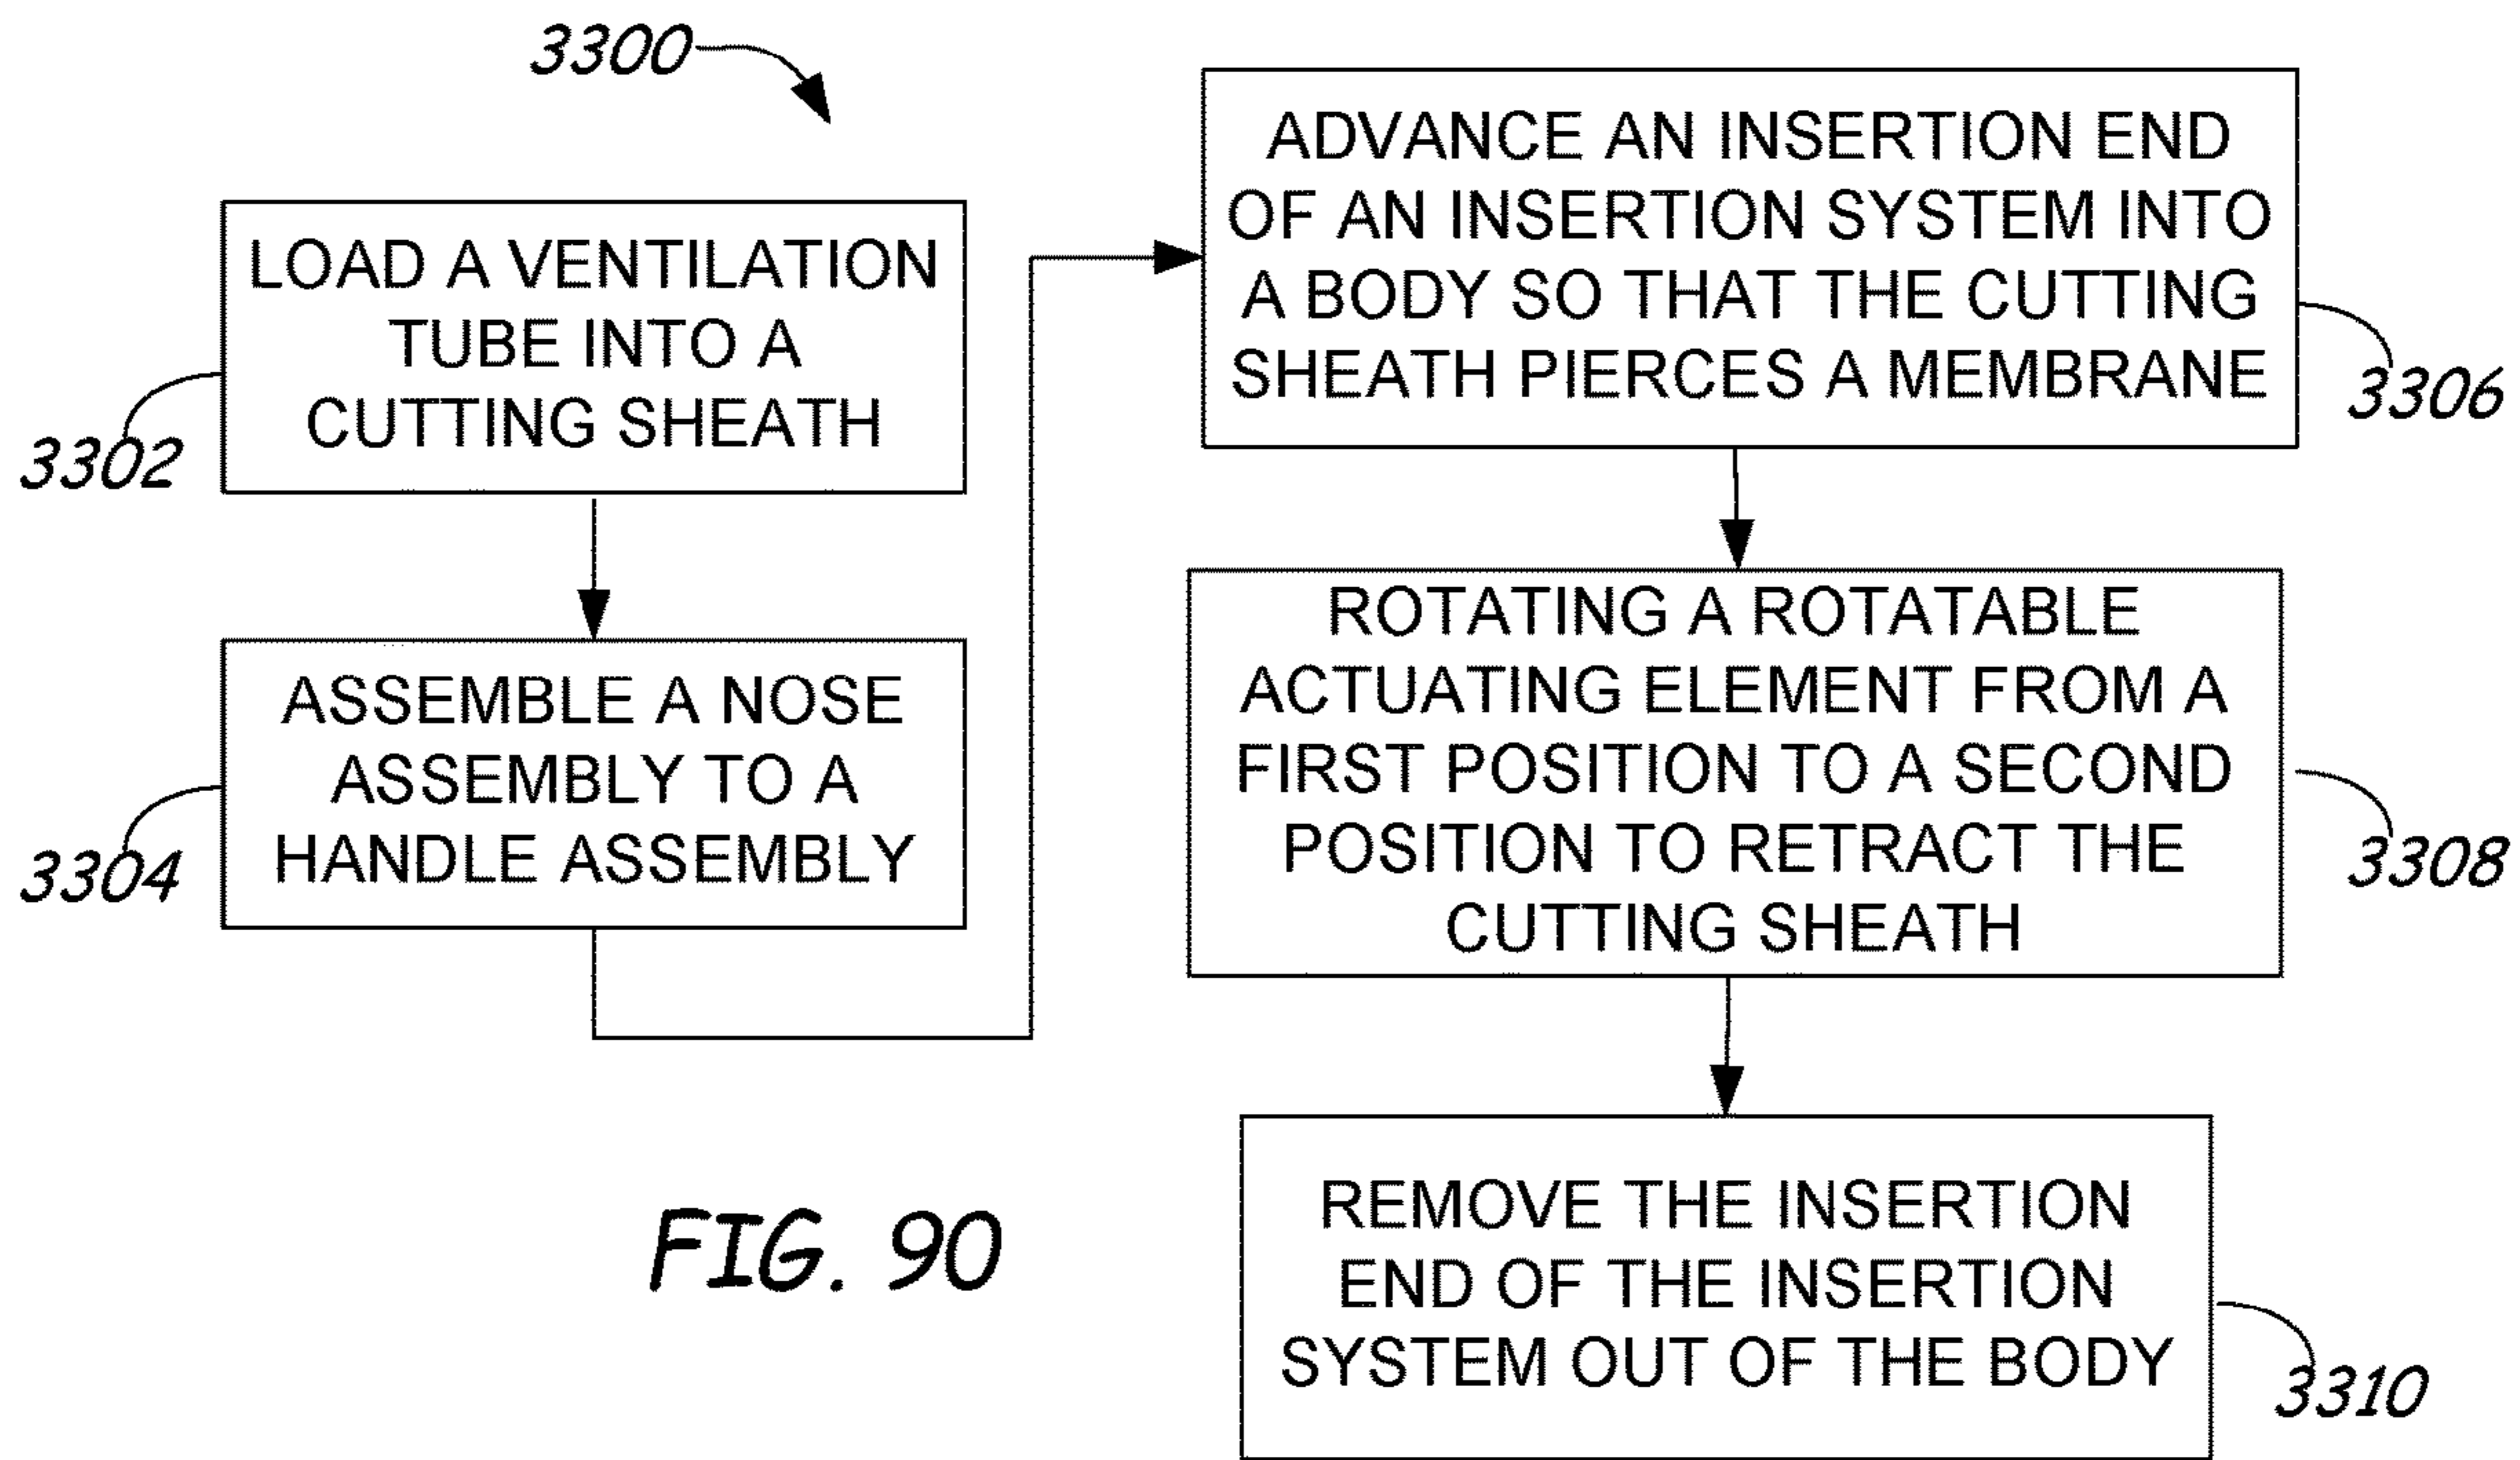 3300
LOAD A VENTILATION
TUBE INTO A
CUTTING SHEATH
3302
ASSEMBLE A NOSE
ASSEMBLY TO A
HANDLE ASSEMBLY
3304
ADVANCE AN INSERTION END
OF AN INSERTION SYSTEM INTO
A BODY SO THAT THE CUTTING
SHEATH PIERCES A MEMBRANE
3306
ROTATING A ROTATABLE
ACTUATING ELEMENT FROM A
FIRST POSITION TO A SECOND
POSITION TO RETRACT THE
CUTTING SHEATH
3308
REMOVE THE INSERTION
END OF THE INSERTION
SYSTEM OUT OF THE BODY
3310
FIG. 90